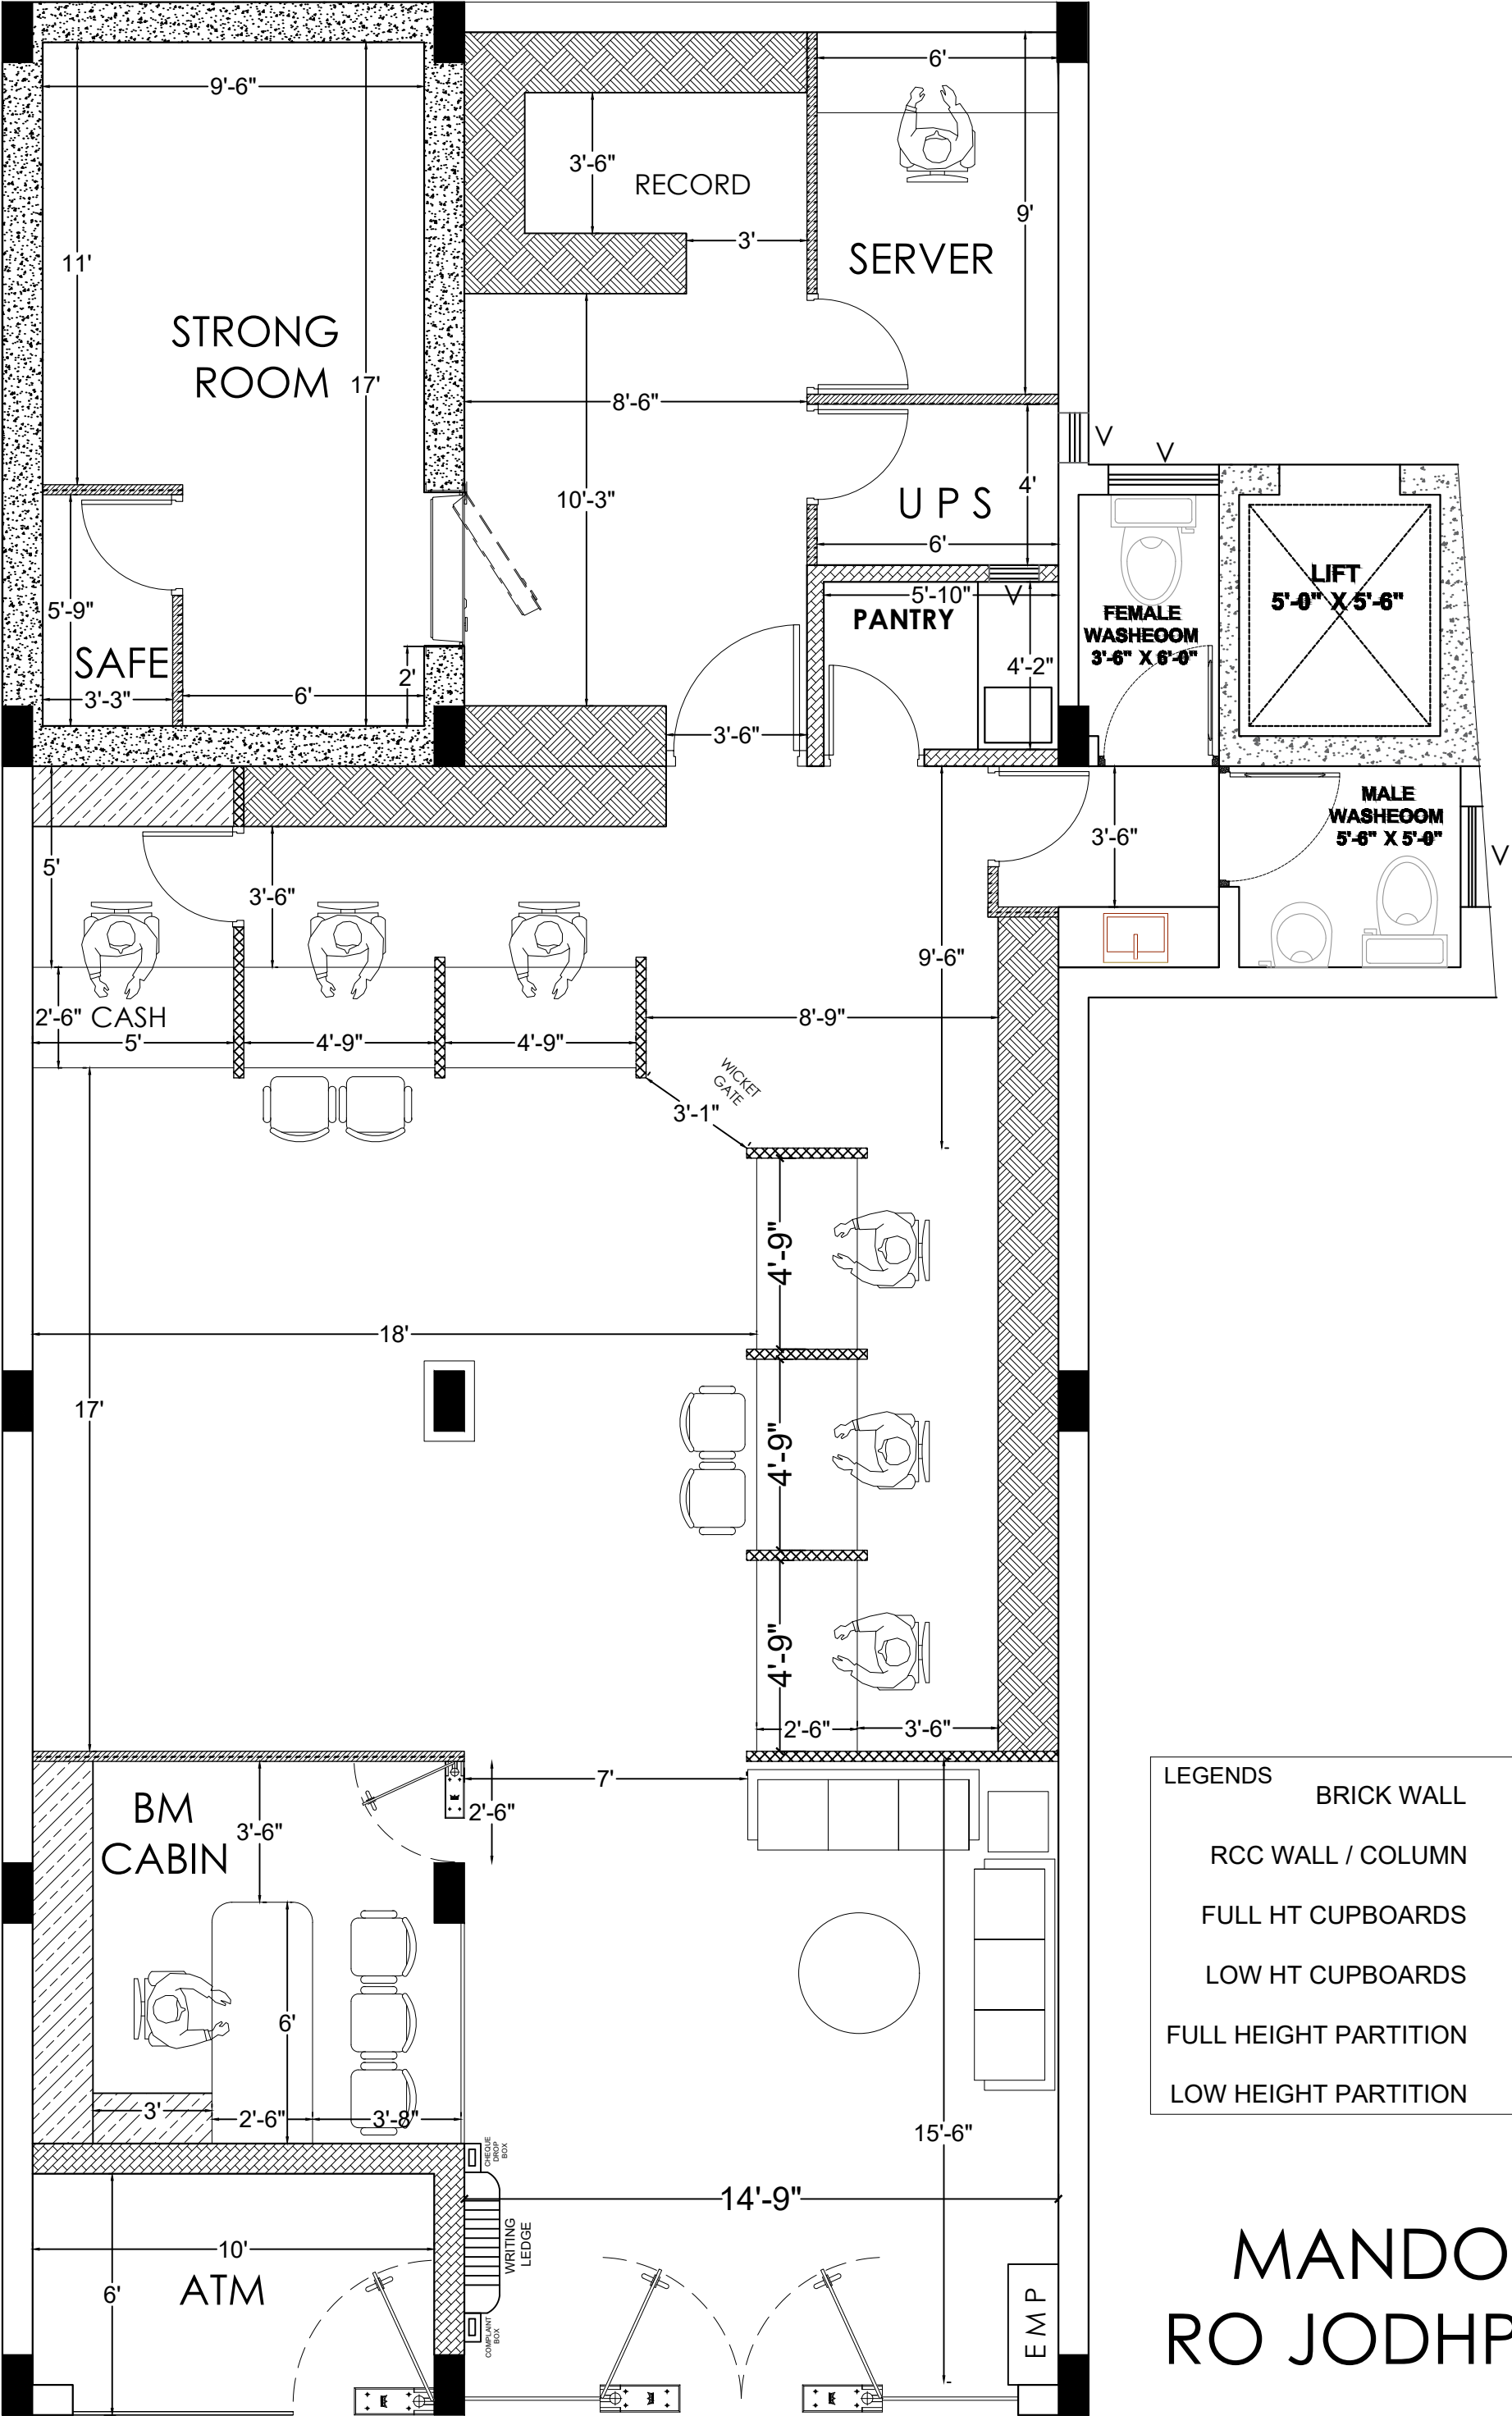 9'-6"
6'
3'-6"
RECORD
3'
9'
SERVER
11'
STRONG
ROOM
17'
8'-6"
10'-3"
U P S
4'
6'
V
V
5'-10"
V
PANTRY
4'-2"
FEMALE
WASHEOOM
3'-6" X 6'-0"
LIFT
5'-0" X 5'-6"
5'-9"
SAFE
3'-3"
6'
2'
3'-6"
MALE
WASHEOOM
5'-6" X 5'-0"
V
3'-6"
5'
3'-6"
9'-6"
2'-6"
CASH
5'
4'-9"
4'-9"
8'-9"
WICKET
GATE
3'-1"
4'-9"
18'
17'
4'-9"
4'-9"
2'-6"
3'-6"
BM
CABIN
3'-6"
2'-6"
7'
6'
3'
2'-6"
3'-8"
CHEQUE
DROP
BOX
15'-6"
14'-9"
WRITING
LEDGE
10'
6'
ATM
COMPLAINT
BOX
E M P
LEGENDS
BRICK WALL
RCC WALL / COLUMN
FULL HT CUPBOARDS
LOW HT CUPBOARDS
FULL HEIGHT PARTITION
LOW HEIGHT PARTITION
MANDO
RO JODHP